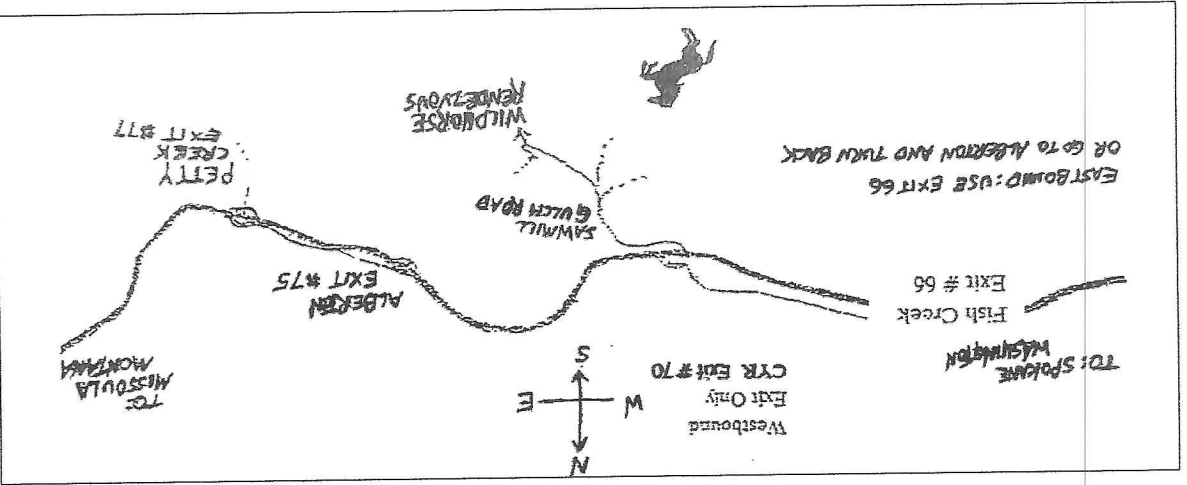 N
W
E
S
Westbound
Exit Only
CYR Exit #70
TO: SPOKANE
WASHINGTON
Fish Creek
Exit # 66
TO:
MISSOULA
MONTANA
ALBERTON
EXIT #75
SAWMILL
GULCH ROAD
PETTY
CREEK
EXIT #77
EASTBOUND: USE EXIT 66
OR GO TO ALBERTON AND TURN BACK
WILDHORSE
RENDEZVOUS